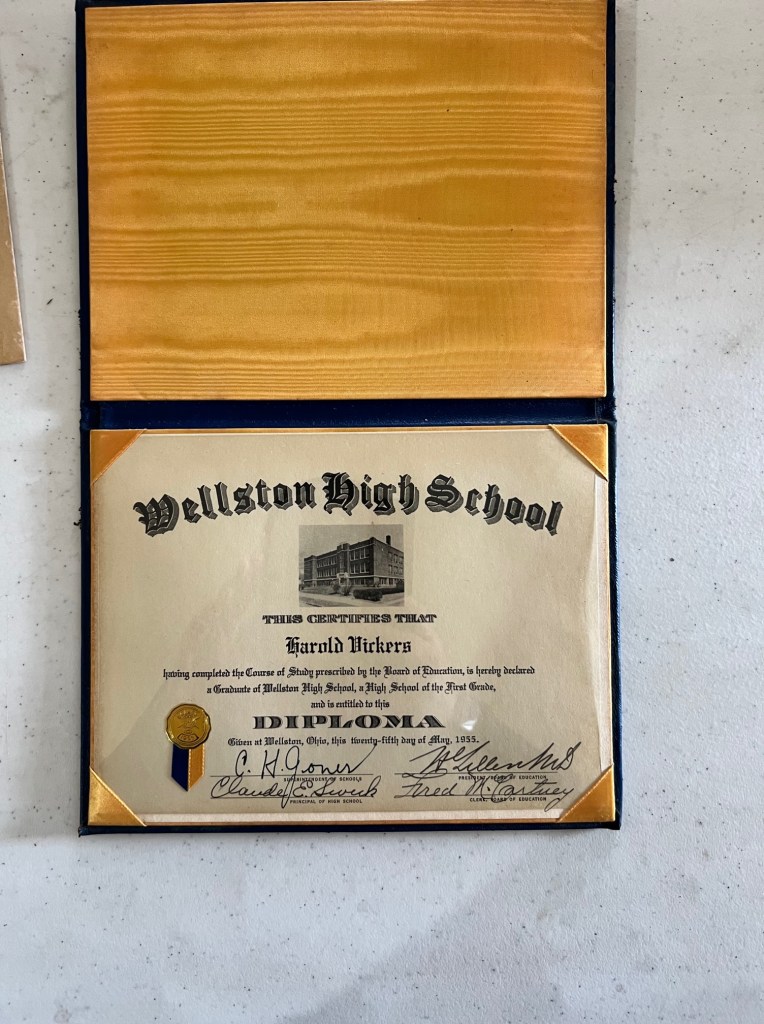 Wellston High School
THIS CERTIFIES THAT
Harold Vickers
having completed the Course of Study prescribed by the Board of Education, is hereby declared
a Graduate of Wellston High School, a High School of the First Grade,
and is entitled to this
DIPLOMA
Given at Wellston, Ohio, this twenty-fifth day of May, 1955.
C. H. Jones
SUPERINTENDENT OF SCHOOLS
PRESIDENT, BOARD OF EDUCATION
Claude E.
Fred
PRINCIPAL OF HIGH SCHOOL
CLERK, BOARD OF EDUCATION